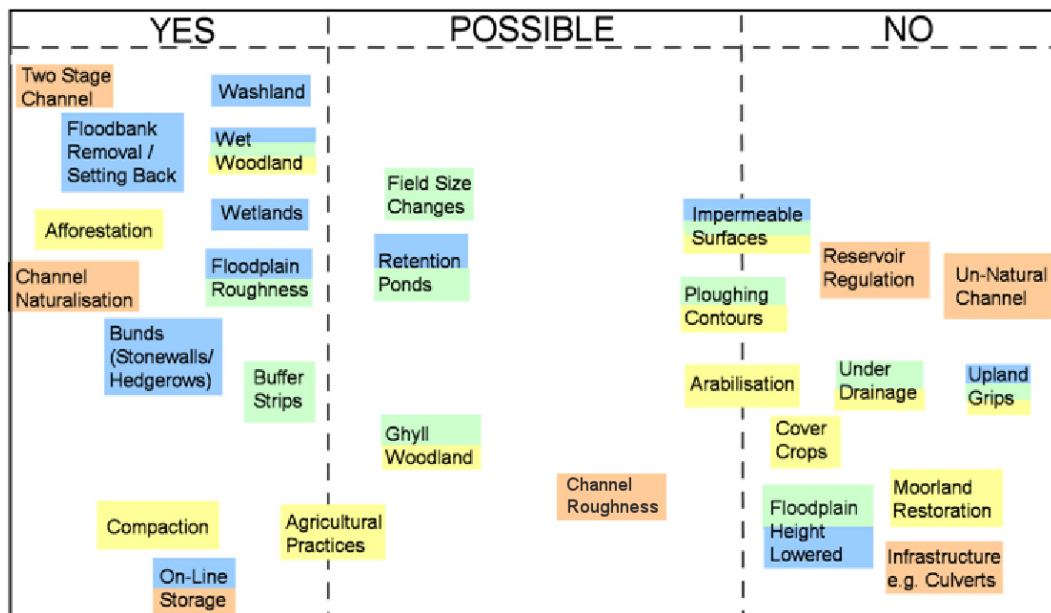 YES
POSSIBLE
NO
Two Stage
Channel
Washland
Floodbank
Removal /
Setting Back
Wet
Woodland
Afforestation
Wetlands
Channel
Naturalisation
Floodplain
Roughness
Bunds
(Stonewalls/
Hedgerows)
Buffer
Strips
Compaction
Agricultural
Practices
On-Line
Storage
Field Size
Changes
Retention
Ponds
Ghyll
Woodland
Channel
Roughness
Impermeable
Surfaces
Ploughing
Contours
Arabilisation
Reservoir
Regulation
Un-Natural
Channel
Under
Drainage
Upland
Grips
Cover
Crops
Moorland
Restoration
Floodplain
Height
Lowered
Infrastructure
e.g. Culverts